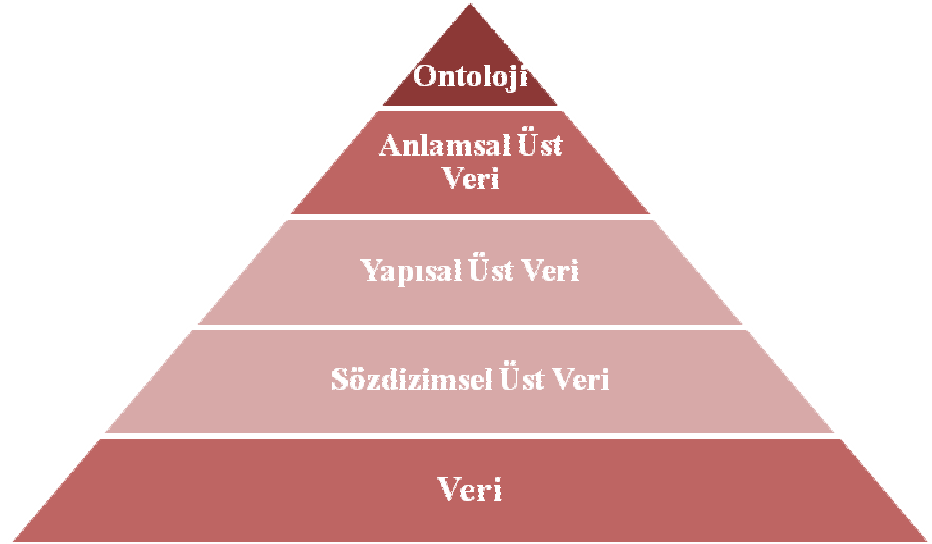 Ontoloji
Anlamsal Üst
Veri
Yapısal Üst Veri
Sözdizimsel Üst Veri
Veri